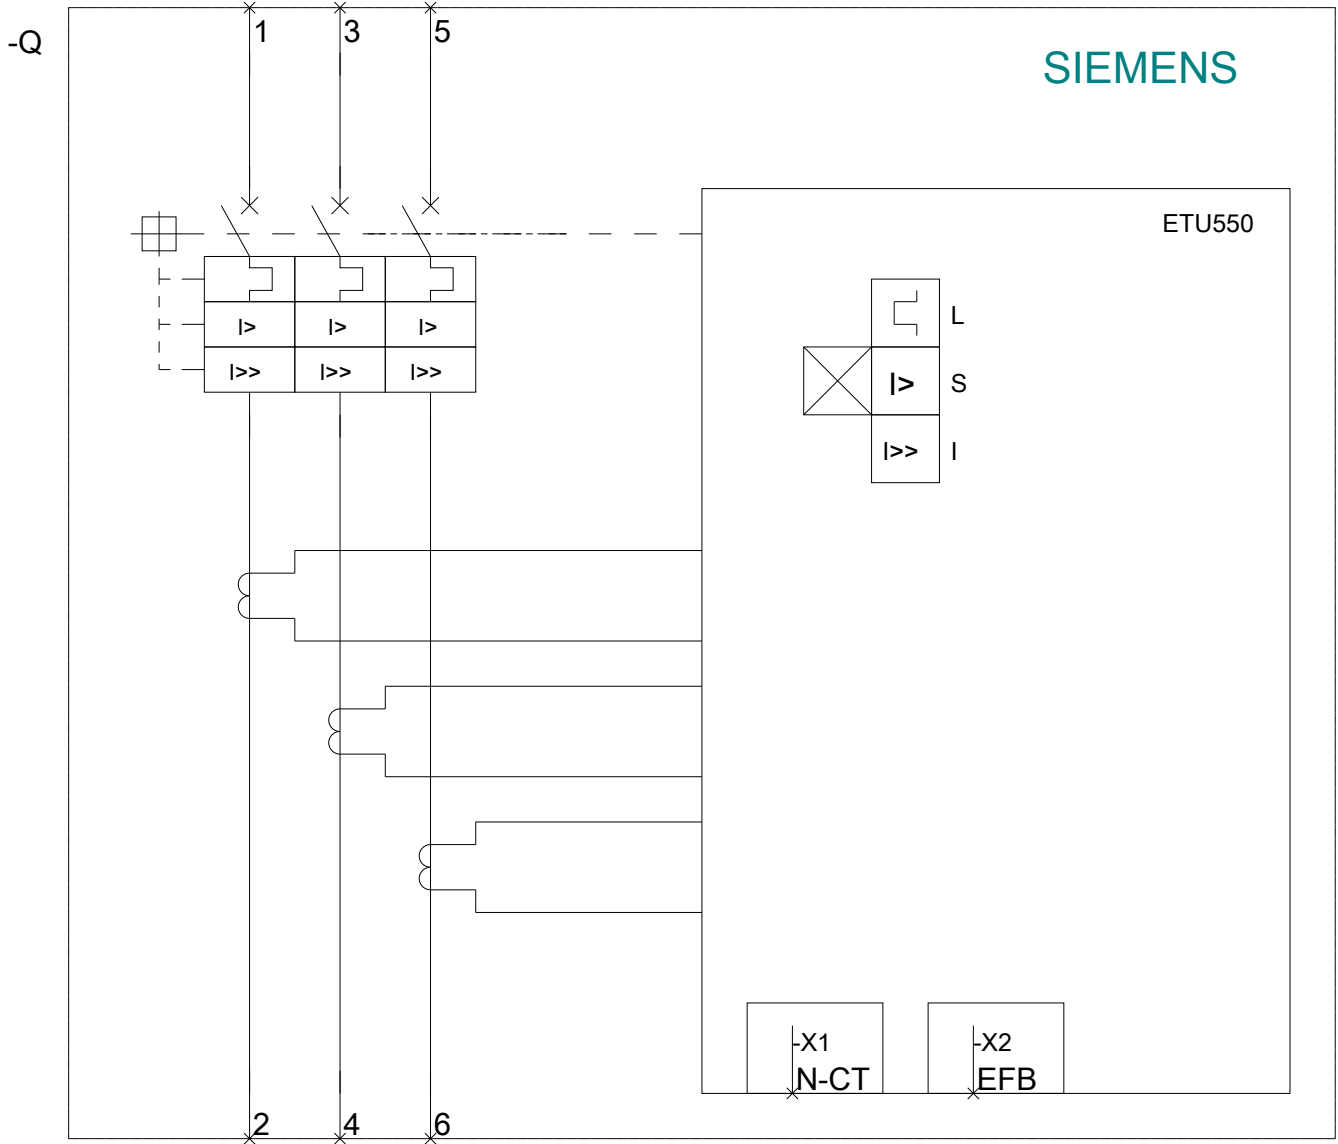 -Q
1 3 5
SIEMENS
ETU550
L
I> I> I>
I>> I>> I>>
I> S
I>> I
-X1
N-CT
-X2
EFB
2 4 6